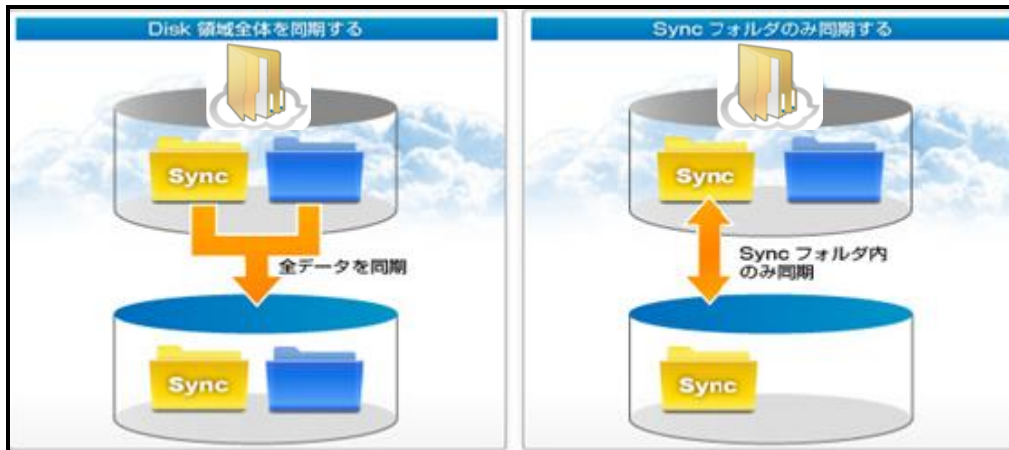 Disk 領域全体を同期する
Sync
全データを同期
Sync
Sync フォルダのみ同期する
Sync
Sync フォルダ内
のみ同期
Sync